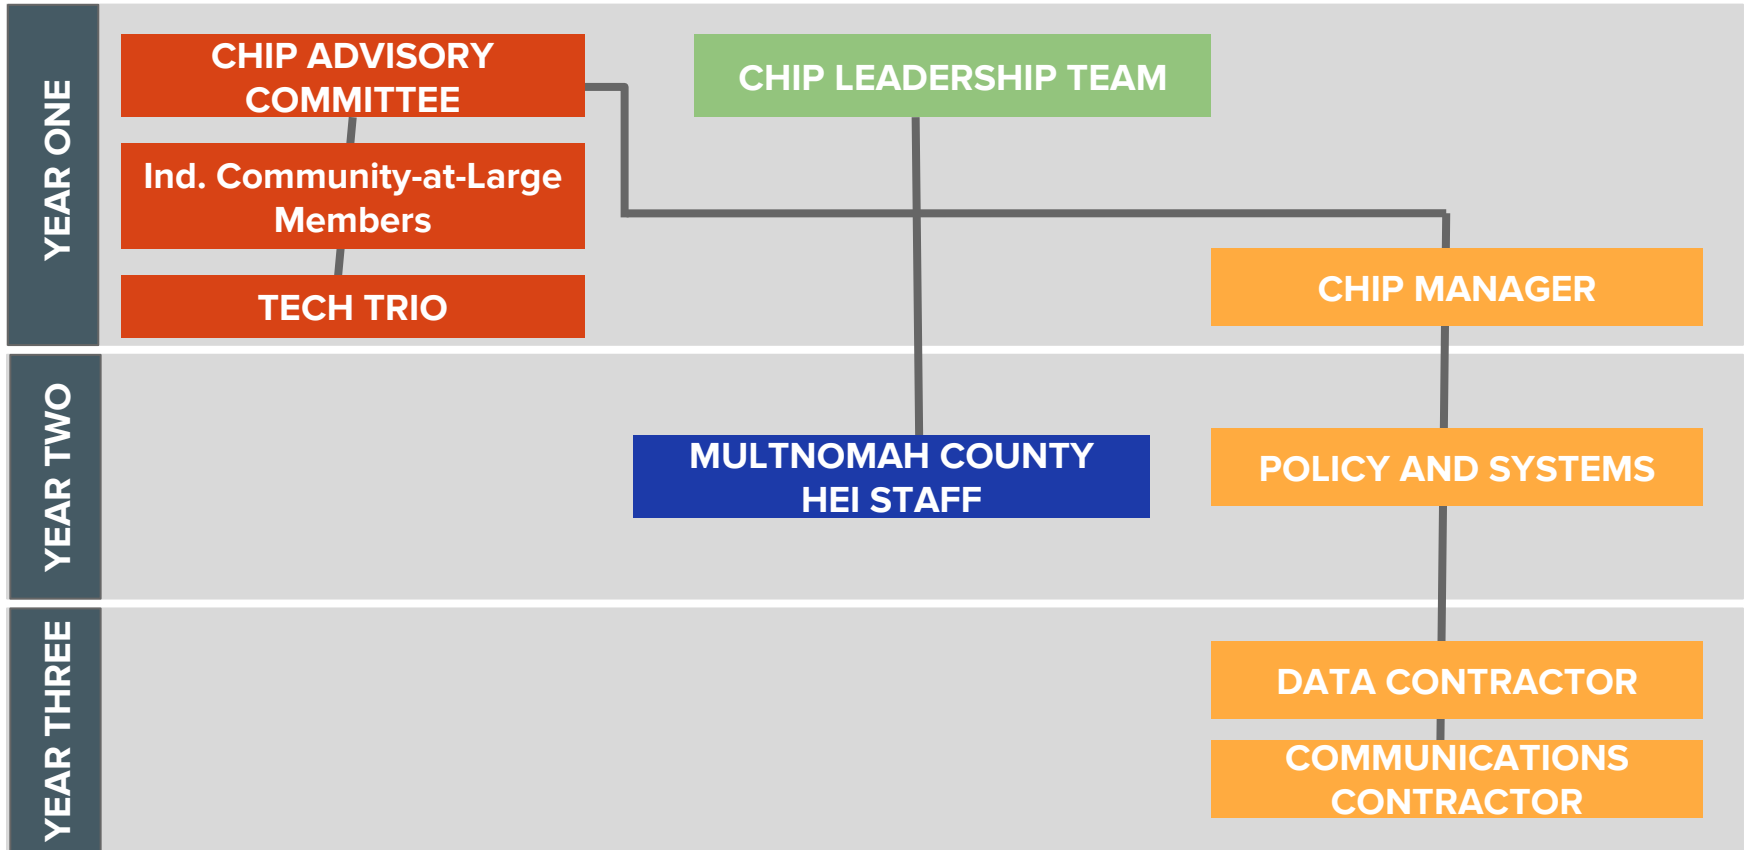 YEAR ONE
CHIP ADVISORY
COMMITTEE
Ind. Community-at-Large
Members
TECH TRIO
CHIP LEADERSHIP TEAM
CHIP MANAGER
YEAR TWO
MULTNOMAH COUNTY
HEI STAFF
POLICY AND SYSTEMS
YEAR THREE
DATA CONTRACTOR
COMMUNICATIONS
CONTRACTOR